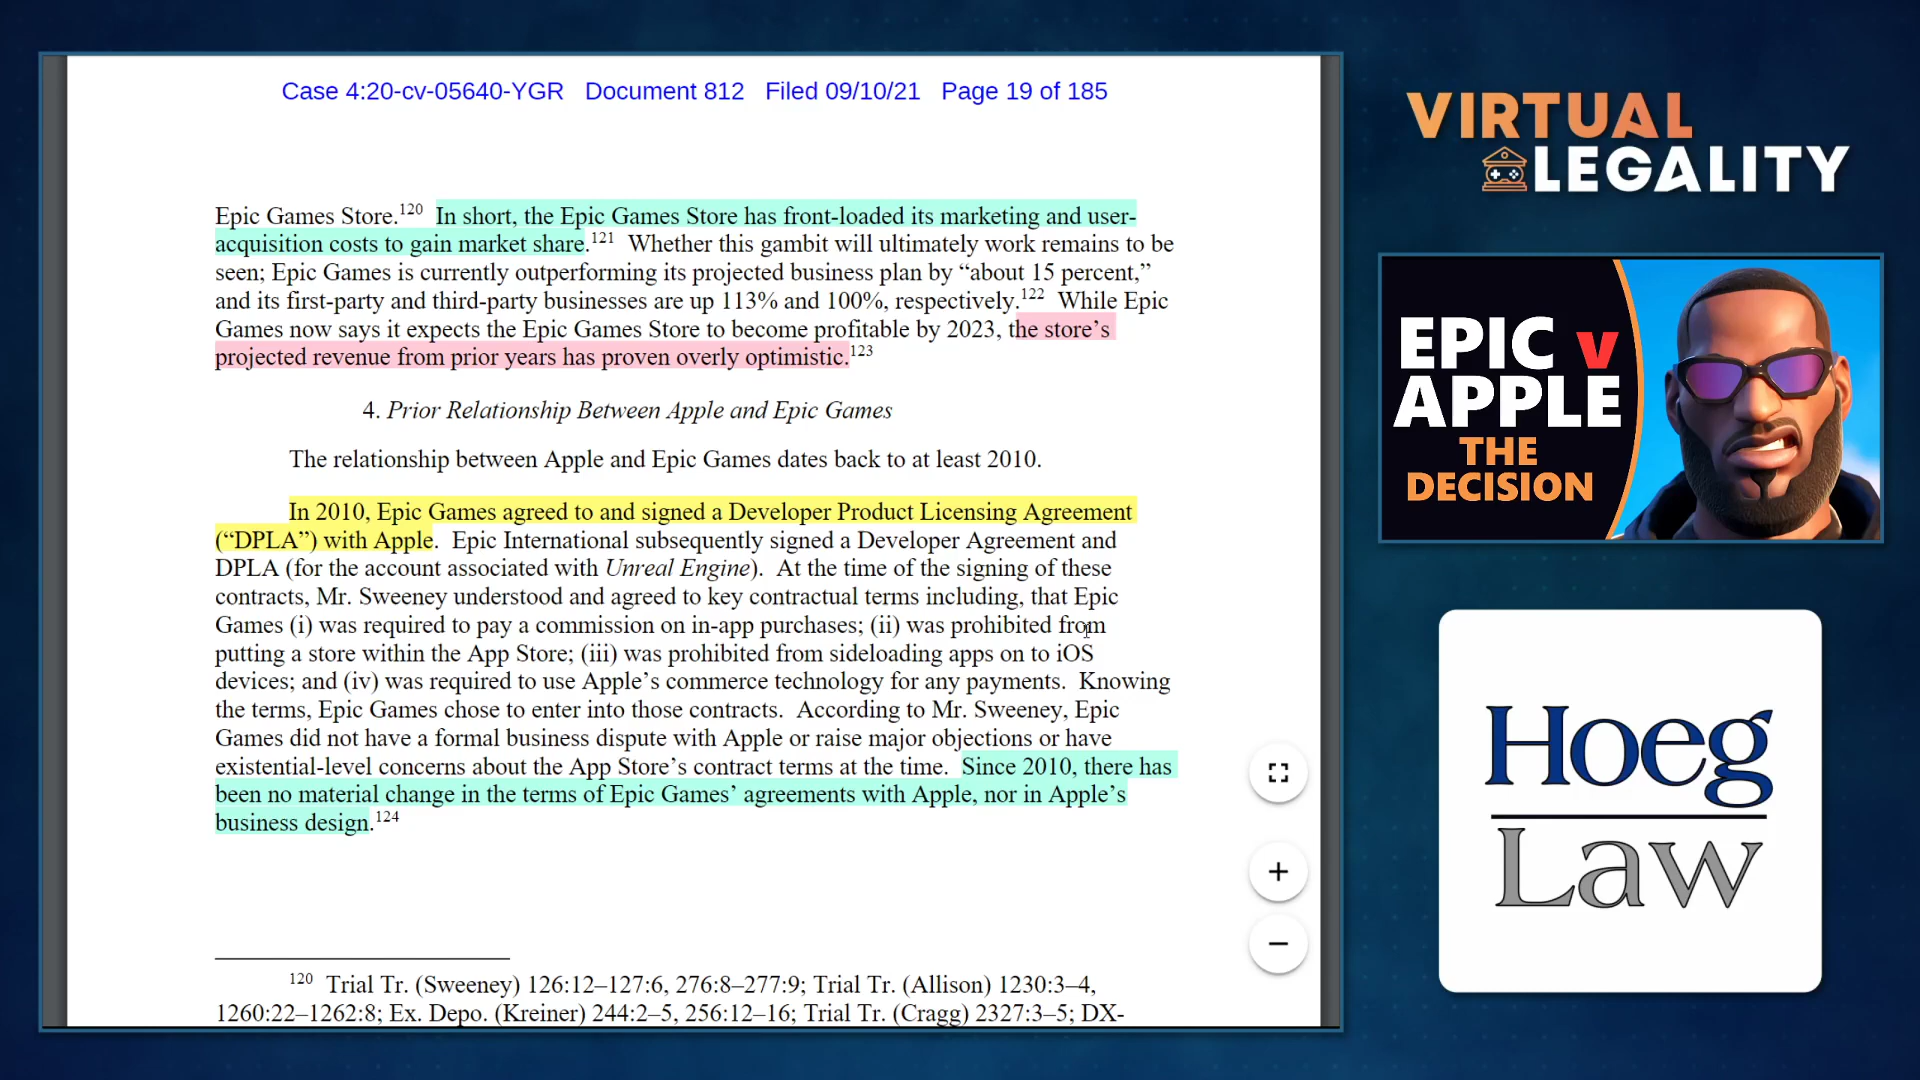 Case 4:20-cv-05640-YGR Document 812 Filed 09/10/21 Page 19 of 185
Epic Games Store.120 In short, the Epic Games Store has front-loaded its marketing and user-
acquisition costs to gain market share.121 Whether this gambit will ultimately work remains to be
seen; Epic Games is currently outperforming its projected business plan by “about 15 percent,”
and its first-party and third-party businesses are up 113% and 100%, respectively.122 While Epic
Games now says it expects the Epic Games Store to become profitable by 2023, the store’s
projected revenue from prior years has proven overly optimistic.123
4. Prior Relationship Between Apple and Epic Games
The relationship between Apple and Epic Games dates back to at least 2010.
In 2010, Epic Games agreed to and signed a Developer Product Licensing Agreement
(“DPLA”) with Apple. Epic International subsequently signed a Developer Agreement and
DPLA (for the account associated with Unreal Engine). At the time of the signing of these
contracts, Mr. Sweeney understood and agreed to key contractual terms including, that Epic
Games (i) was required to pay a commission on in-app purchases; (ii) was prohibited from
putting a store within the App Store; (iii) was prohibited from sideloading apps on to iOS
devices; and (iv) was required to use Apple’s commerce technology for any payments. Knowing
the terms, Epic Games chose to enter into those contracts. According to Mr. Sweeney, Epic
Games did not have a formal business dispute with Apple or raise major objections or have
existential-level concerns about the App Store’s contract terms at the time. Since 2010, there has
been no material change in the terms of Epic Games’ agreements with Apple, nor in Apple’s
business design.124
120 Trial Tr. (Sweeney) 126:12–127:6, 276:8–277:9; Trial Tr. (Allison) 1230:3–4,
1260:22–1262:8; Ex. Depo. (Kreiner) 244:2–5, 256:12–16; Trial Tr. (Cragg) 2327:3–5; DX-
VIRTUAL
LEGALITY
EPIC v
APPLE
THE
DECISION
Hoeg
Law